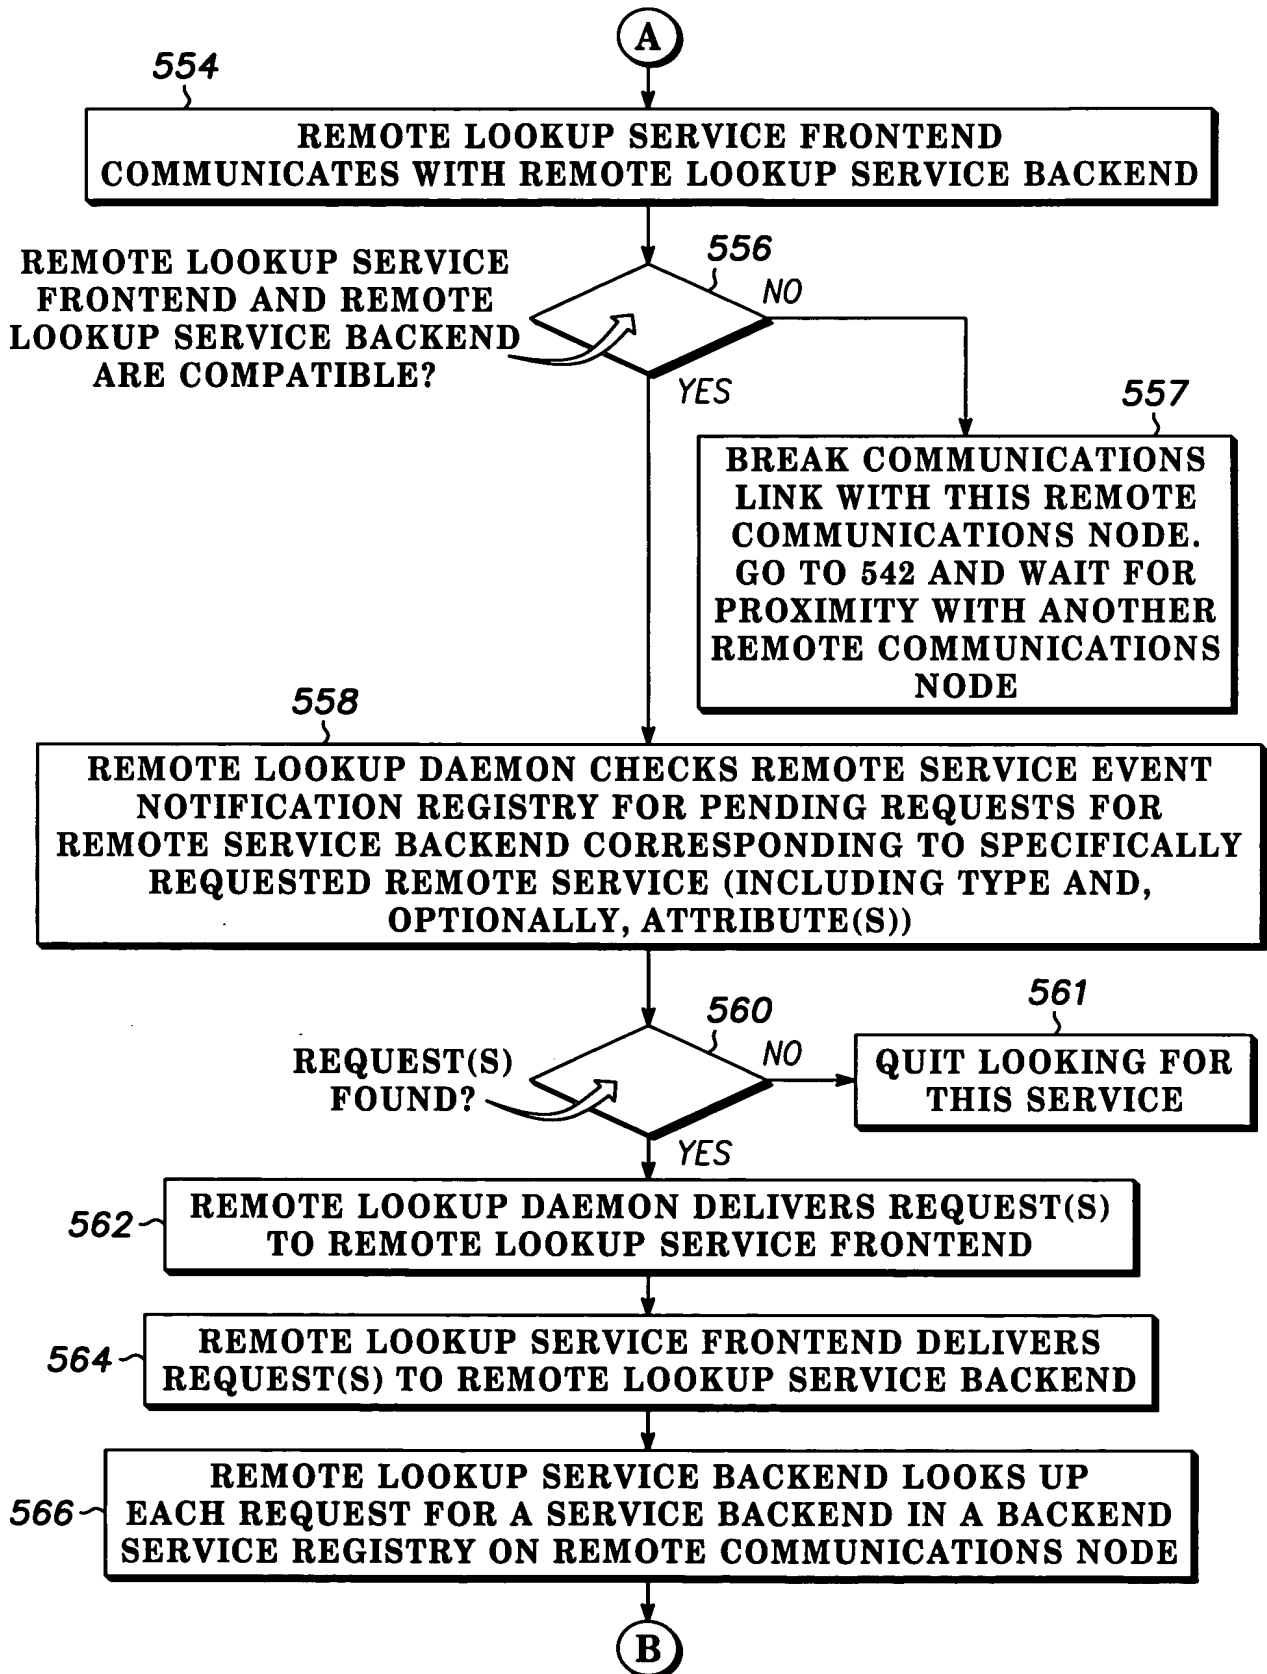 A
554
REMOTE LOOKUP SERVICE FRONTEND
COMMUNICATES WITH REMOTE LOOKUP SERVICE BACKEND
556
REMOTE LOOKUP SERVICE
FRONTEND AND REMOTE
LOOKUP SERVICE BACKEND
ARE COMPATIBLE?
NO
YES
557
BREAK COMMUNICATIONS
LINK WITH THIS REMOTE
COMMUNICATIONS NODE.
GO TO 542 AND WAIT FOR
PROXIMITY WITH ANOTHER
REMOTE COMMUNICATIONS
NODE
558
REMOTE LOOKUP DAEMON CHECKS REMOTE SERVICE EVENT
NOTIFICATION REGISTRY FOR PENDING REQUESTS FOR
REMOTE SERVICE BACKEND CORRESPONDING TO SPECIFICALLY
REQUESTED REMOTE SERVICE (INCLUDING TYPE AND,
OPTIONALLY, ATTRIBUTE(S))
560
REQUEST(S)
FOUND?
NO
561
QUIT LOOKING FOR
THIS SERVICE
YES
562
REMOTE LOOKUP DAEMON DELIVERS REQUEST(S)
TO REMOTE LOOKUP SERVICE FRONTEND
564
REMOTE LOOKUP SERVICE FRONTEND DELIVERS
REQUEST(S) TO REMOTE LOOKUP SERVICE BACKEND
566
REMOTE LOOKUP SERVICE BACKEND LOOKS UP
EACH REQUEST FOR A SERVICE BACKEND IN A BACKEND
SERVICE REGISTRY ON REMOTE COMMUNICATIONS NODE
B